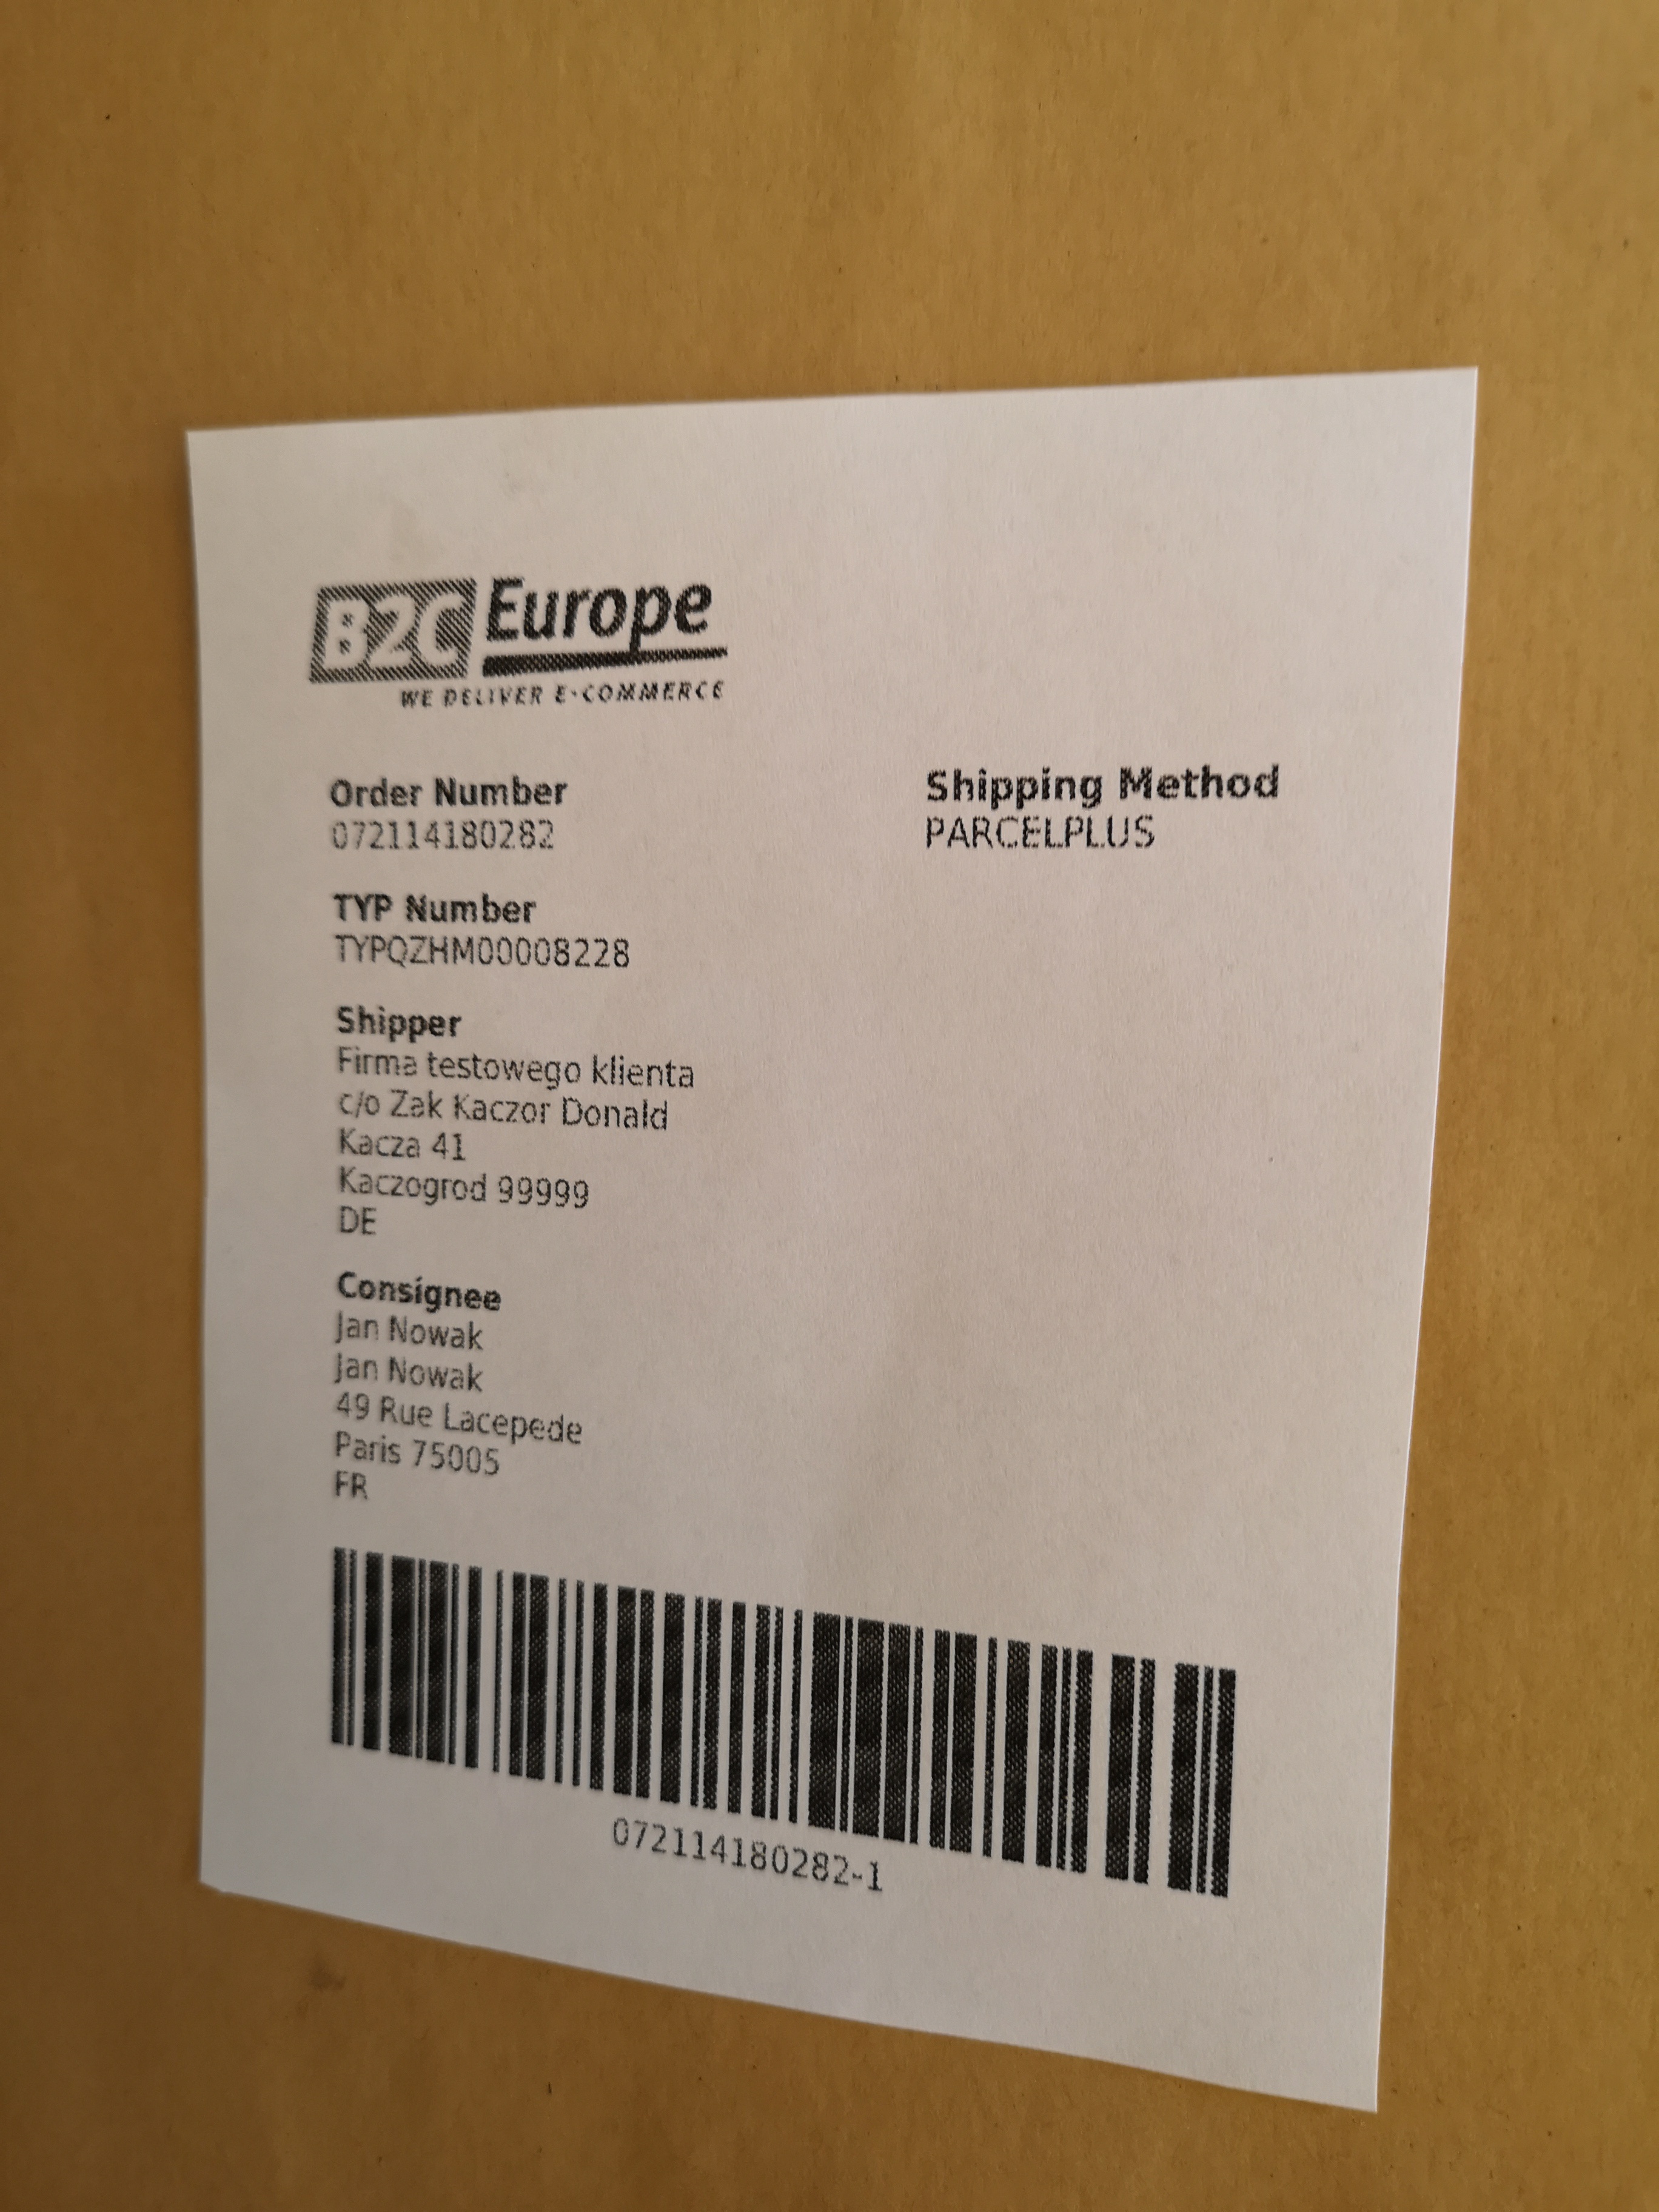 B2C Europe
WE DELIVER E-COMMERCE
Order Number
072114180282
Shipping Method
PARCELPLUS
TYP Number
TYPQZHM00008228
Shipper
Firma testowego klienta
c/o Zak Kaczor Donald
Kacza 41
Kaczogrod 99999
DE
Consignee
Jan Nowak
Jan Nowak
49 Rue Lacepede
Paris 75005
FR
072114180282-1